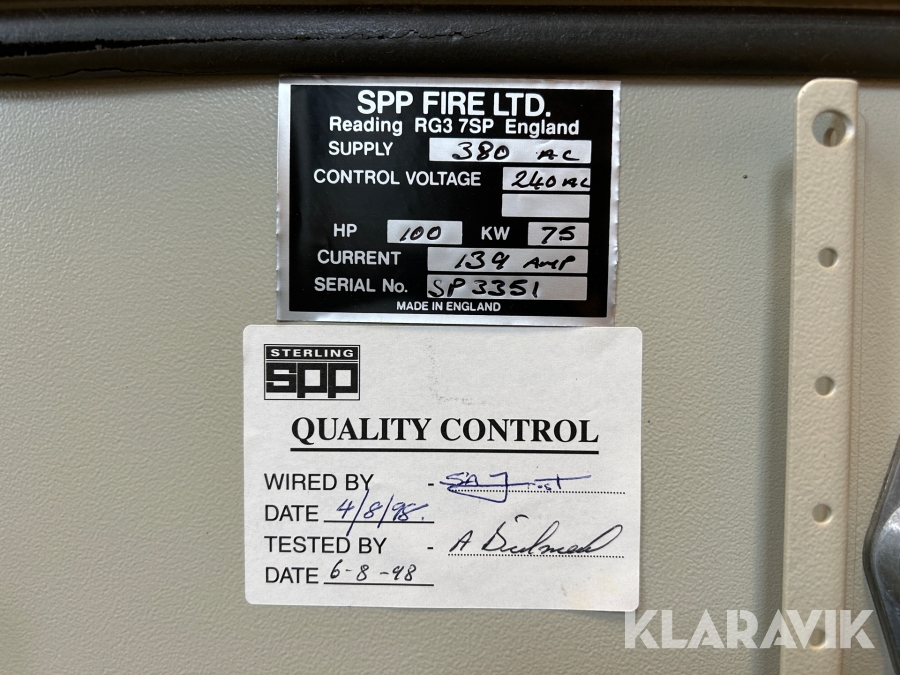 SPP FIRE LTD.
Reading RG3 7SP England
SUPPLY 380 AC
CONTROL VOLTAGE 240 AC
HP 100 KW 75
CURRENT 139 AMP
SERIAL No. SP3351
MADE IN ENGLAND
STERLING
SPP
QUALITY CONTROL
WIRED BY -
DATE 4/8/98.
TESTED BY - A
DATE 6-8-98
KLARAVIK